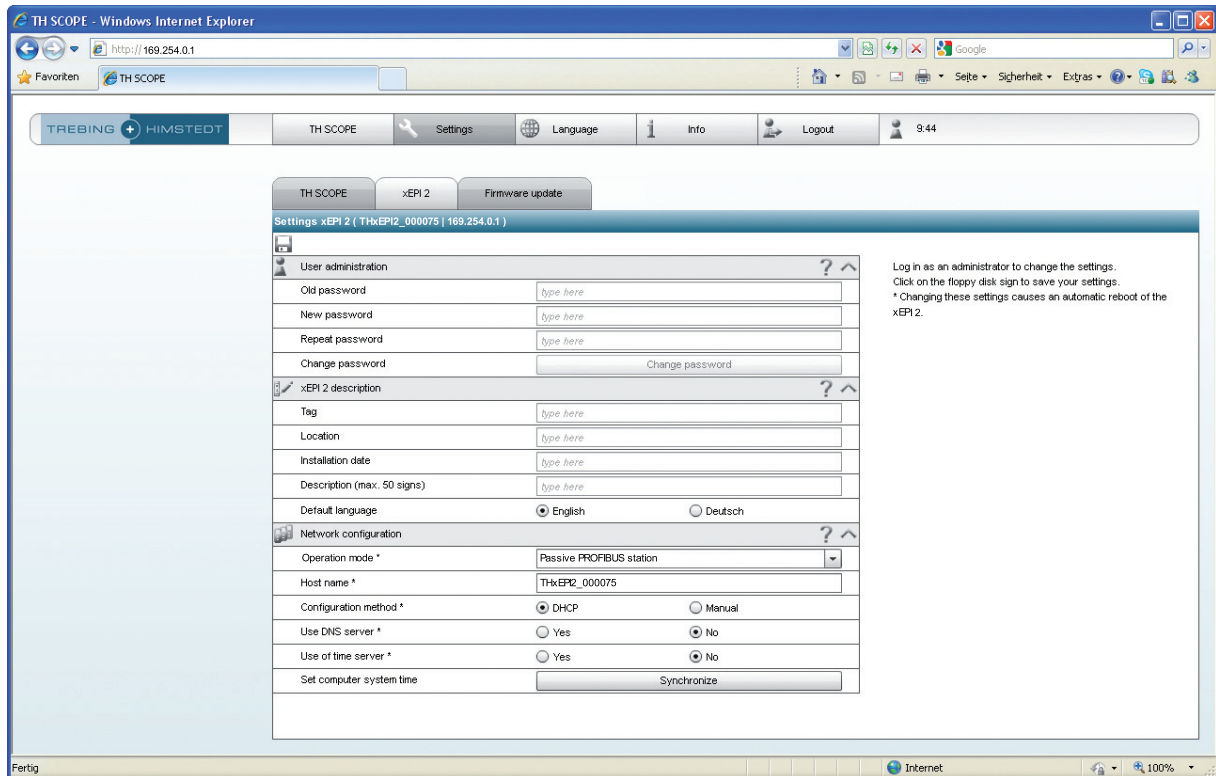 TH SCOPE - Windows Internet Explorer
http://169.254.0.1
Google
Favoriten TH SCOPE Seite Sicherheit Extras
TREBING + HIMSTEDT TH SCOPE Settings Language Info Logout 9:44
TH SCOPE xEPI 2 Firmware update
Settings xEPI 2 ( THxEPI2_000075 | 169.254.0.1 )
User administration ?
Old password type here
New password type here
Repeat password type here
Change password Change password
xEPI 2 description ?
Tag type here
Location type here
Installation date type here
Description (max. 50 signs) type here
Default language English Deutsch
Network configuration ?
Operation mode * Passive PROFIBUS station
Host name * THxEPI2_000075
Configuration method * DHCP Manual
Use DNS server * Yes No
Use of time server * Yes No
Set computer system time Synchronize
Log in as an administrator to change the settings.
Click on the floppy disk sign to save your settings.
* Changing these settings causes an automatic reboot of the
xEPI 2.
Fertig Internet 100%